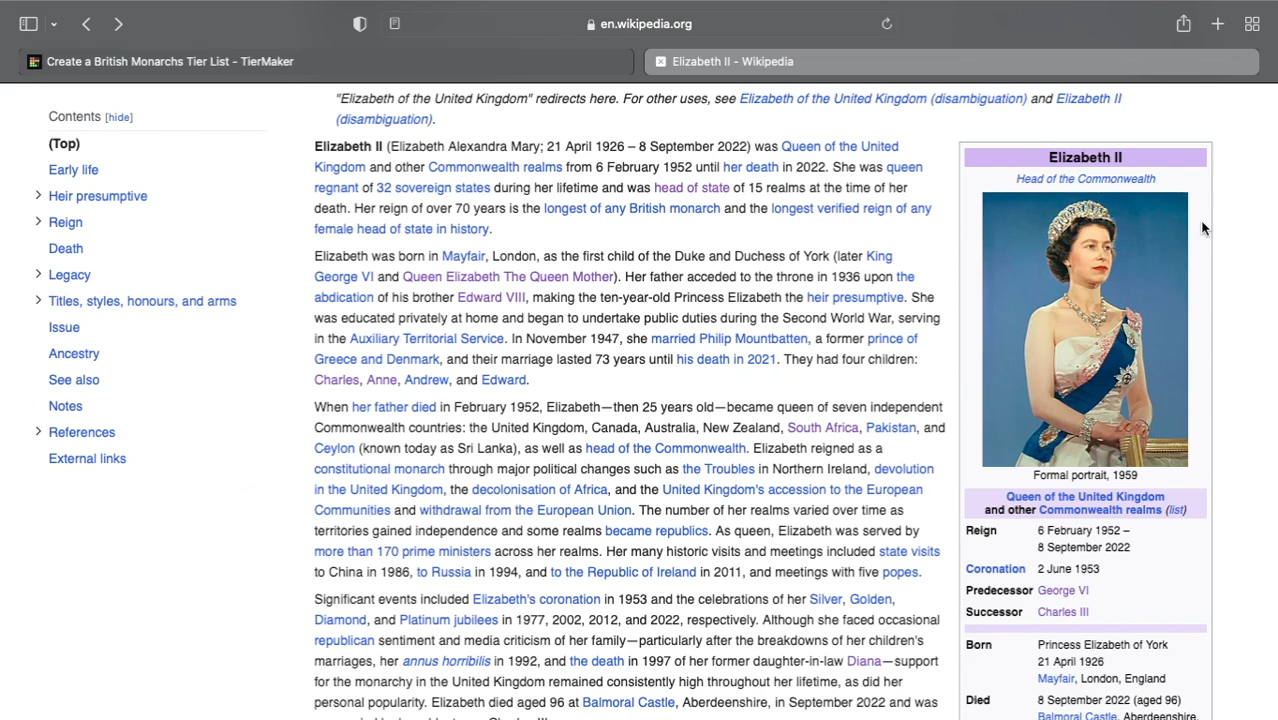 en.wikipedia.org
Create a British Monarchs Tier List - TierMaker
Elizabeth II - Wikipedia
"Elizabeth of the United Kingdom" redirects here. For other uses, see Elizabeth of the United Kingdom (disambiguation) and Elizabeth II
(disambiguation).
Contents [hide]
(Top)
Early life
Heir presumptive
Reign
Death
Legacy
Titles, styles, honours, and arms
Issue
Ancestry
See also
Notes
References
External links
Elizabeth II (Elizabeth Alexandra Mary; 21 April 1926 – 8 September 2022) was Queen of the United
Kingdom and other Commonwealth realms from 6 February 1952 until her death in 2022. She was queen
regnant of 32 sovereign states during her lifetime and was head of state of 15 realms at the time of her
death. Her reign of over 70 years is the longest of any British monarch and the longest verified reign of any
female head of state in history.
Elizabeth was born in Mayfair, London, as the first child of the Duke and Duchess of York (later King
George VI and Queen Elizabeth The Queen Mother). Her father acceded to the throne in 1936 upon the
abdication of his brother Edward VIII, making the ten-year-old Princess Elizabeth the heir presumptive. She
was educated privately at home and began to undertake public duties during the Second World War, serving
in the Auxiliary Territorial Service. In November 1947, she married Philip Mountbatten, a former prince of
Greece and Denmark, and their marriage lasted 73 years until his death in 2021. They had four children:
Charles, Anne, Andrew, and Edward.
When her father died in February 1952, Elizabeth—then 25 years old—became queen of seven independent
Commonwealth countries: the United Kingdom, Canada, Australia, New Zealand, South Africa, Pakistan, and
Ceylon (known today as Sri Lanka), as well as head of the Commonwealth. Elizabeth reigned as a
constitutional monarch through major political changes such as the Troubles in Northern Ireland, devolution
in the United Kingdom, the decolonisation of Africa, and the United Kingdom's accession to the European
Communities and withdrawal from the European Union. The number of her realms varied over time as
territories gained independence and some realms became republics. As queen, Elizabeth was served by
more than 170 prime ministers across her realms. Her many historic visits and meetings included state visits
to China in 1986, to Russia in 1994, and to the Republic of Ireland in 2011, and meetings with five popes.
Significant events included Elizabeth's coronation in 1953 and the celebrations of her Silver, Golden,
Diamond, and Platinum jubilees in 1977, 2002, 2012, and 2022, respectively. Although she faced occasional
republican sentiment and media criticism of her family—particularly after the breakdowns of her children's
marriages, her annus horribilis in 1992, and the death in 1997 of her former daughter-in-law Diana—support
for the monarchy in the United Kingdom remained consistently high throughout her lifetime, as did her
personal popularity. Elizabeth died aged 96 at Balmoral Castle, Aberdeenshire, in September 2022 and was
Elizabeth II
Head of the Commonwealth
Formal portrait, 1959
Queen of the United Kingdom
and other Commonwealth realms (list)
Reign 6 February 1952 –
8 September 2022
Coronation 2 June 1953
Predecessor George VI
Successor Charles III
Born Princess Elizabeth of York
21 April 1926
Mayfair, London, England
Died 8 September 2022 (aged 96)
Balmoral Castle, Aberdeenshire,